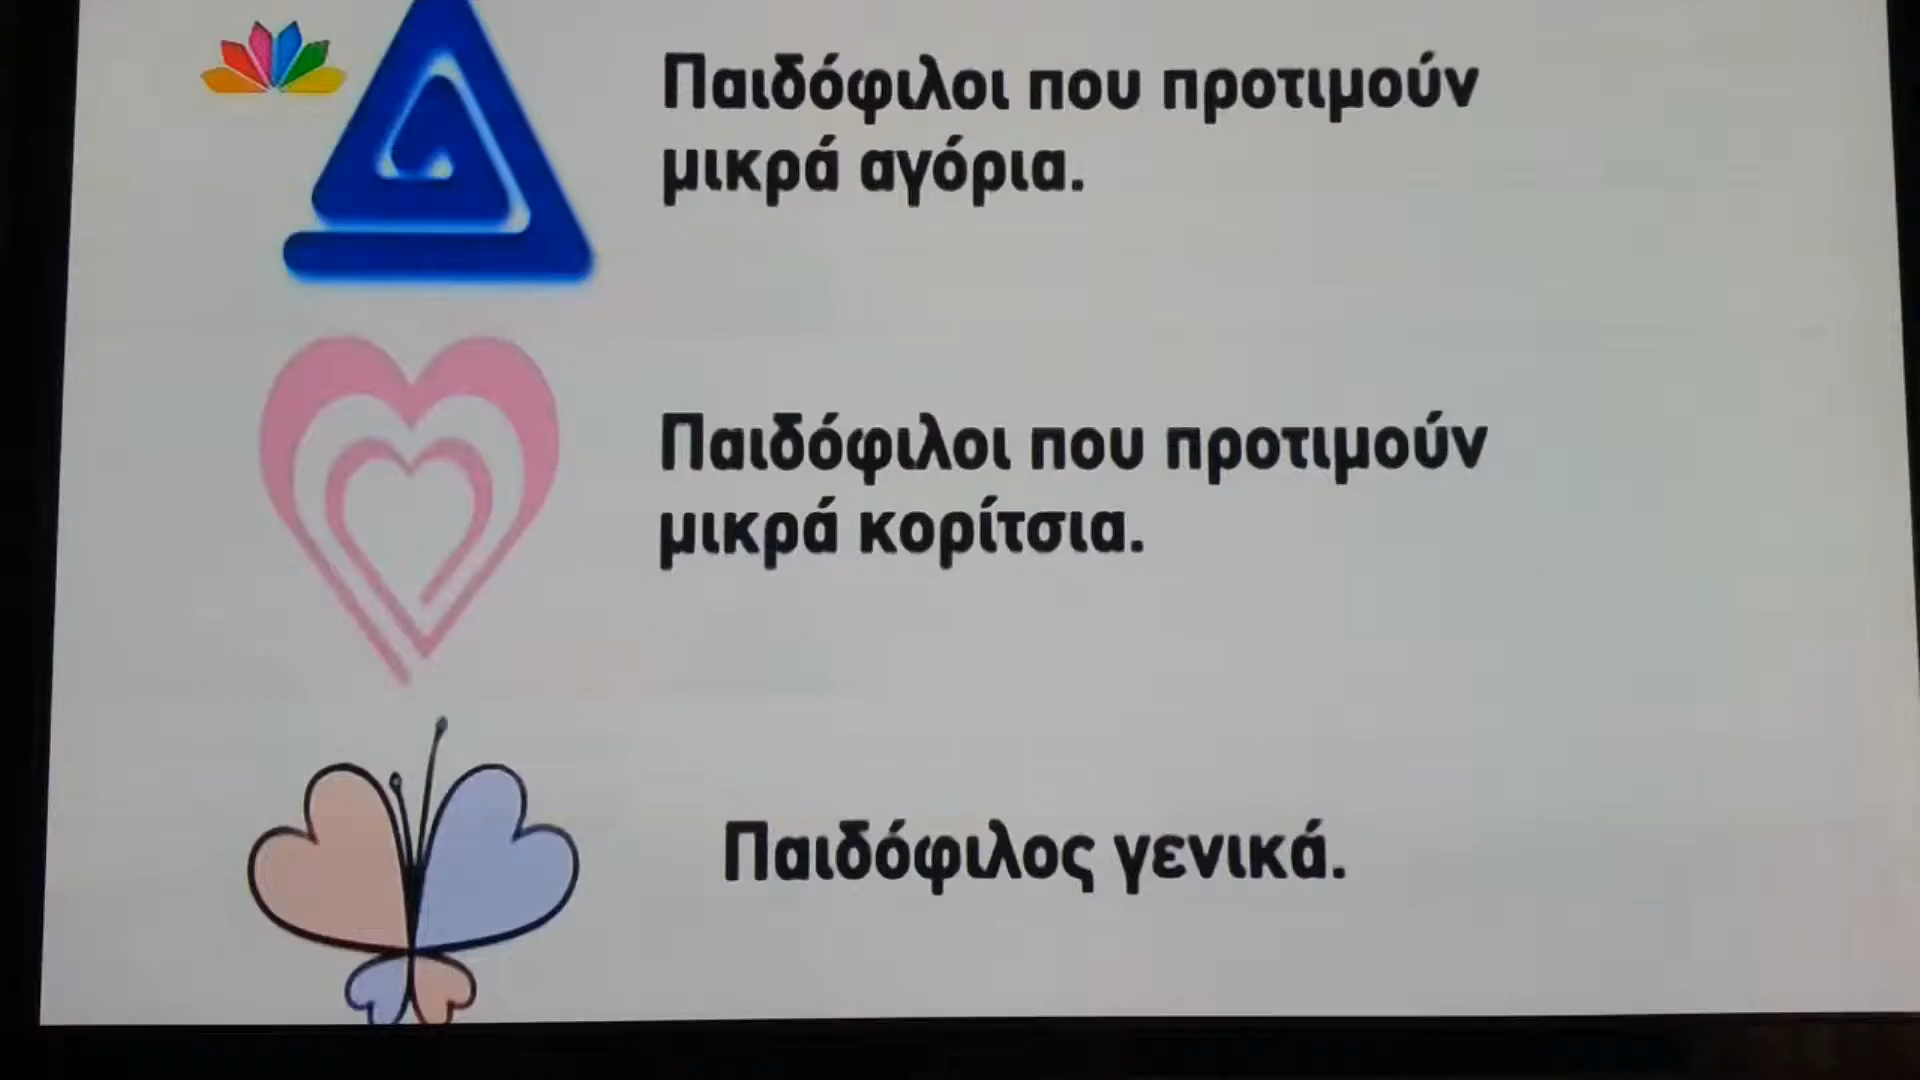 Παιδόφιλοι που προτιμούν
μικρά αγόρια.
Παιδόφιλοι που προτιμούν
μικρά κορίτσια.
Παιδόφιλος γενικά.